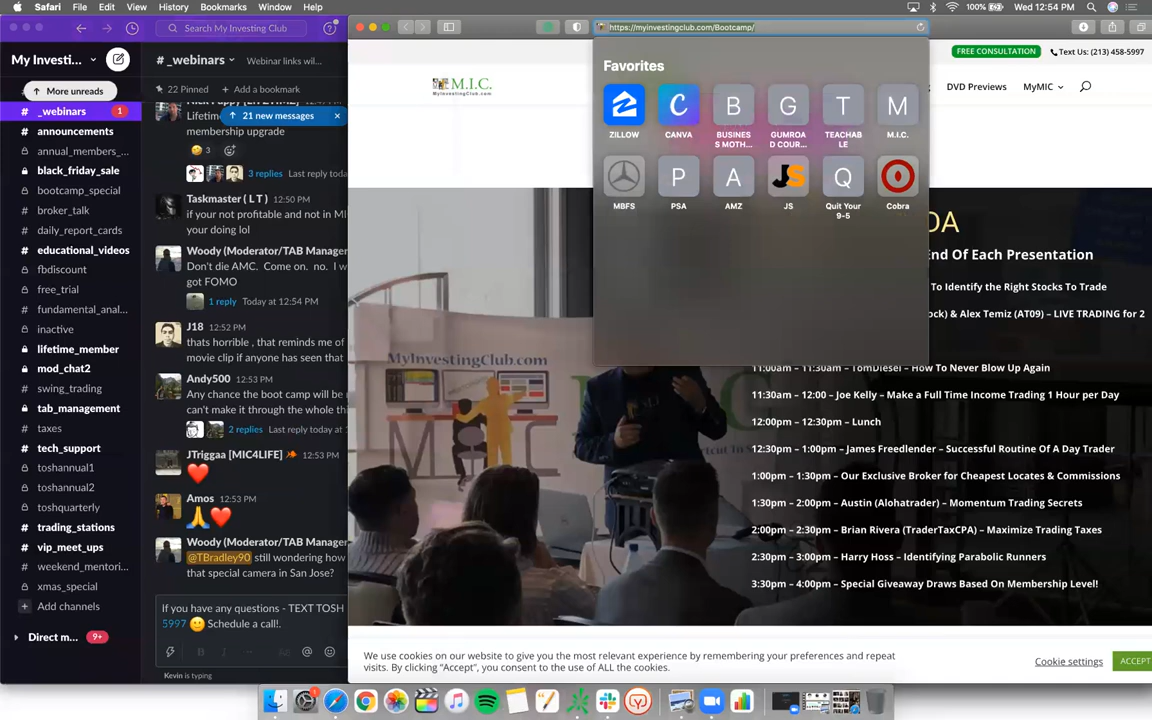 Safari File Edit View History Bookmarks Window Help
100% Wed 12:54 PM
Search My Investing Club
https://myinvestingclub.com/Bootcamp/
My Investi...
# _webinars
Webinar links wil...
22 Pinned
Add a bookmark
More unreads
21 new messages
_webinars 1
announcements
annual_members_...
black_friday_sale
bootcamp_special
broker_talk
daily_report_cards
educational_videos
fbdiscount
free_trial
fundamental_anal...
inactive
lifetime_member
mod_chat2
swing_trading
tab_management
taxes
tech_support
toshannual1
toshannual2
toshquarterly
trading_stations
vip_meet_ups
weekend_mentori...
xmas_special
Add channels
Direct m... 9+
membership upgrade
3
3 replies Last reply today a
Taskmaster ( L T ) 12:50 PM
if your not profitable and not in MI
your doing lol
Woody (Moderator/TAB Manager
Don't die AMC. Come on. no. I w
got FOMO
1 reply Today at 12:54 PM
J18 12:52 PM
thats horrible , that reminds me of
movie clip if anyone has seen that
Andy500 12:53 PM
Any chance the boot camp will be
can't make it through the whole th
2 replies Last reply today at
JTriggaa [MIC4LIFE] 12:53 PM
Amos 12:53 PM
Woody (Moderator/TAB Manager
@TBradley90 still wondering how
that special camera in San Jose?
If you have any questions - TEXT TOSH
5997 Schedule a call!.
Kevin is typing
FREE CONSULTATION Text Us: (213) 458-5997
M.I.C.
MyInvestingClub.com
DVD Previews MyMIC
Favorites
Z C B G T M
ZILLOW CANVA BUSINES GUMROA TEACHAB M.I.C.
S MOTH... D COUR... LE
P A JS Q
MBFS PSA AMZ JS Quit Your Cobra
9-5
DA
End Of Each Presentation
To Identify the Right Stocks To Trade
ock) & Alex Temiz (AT09) – LIVE TRADING for 2
11:00am – 11:30am – TomDiesel – How To Never Blow Up Again
11:30am – 12:00 – Joe Kelly – Make a Full Time Income Trading 1 Hour per Day
12:00pm – 12:30pm – Lunch
12:30pm – 1:00pm – James Freedlender – Successful Routine Of A Day Trader
1:00pm – 1:30pm – Our Exclusive Broker for Cheapest Locates & Commissions
1:30pm – 2:00pm – Austin (Alohatrader) – Momentum Trading Secrets
2:00pm – 2:30pm – Brian Rivera (TraderTaxCPA) – Maximize Trading Taxes
2:30pm – 3:00pm – Harry Hoss – Identifying Parabolic Runners
3:30pm – 4:00pm – Special Giveaway Draws Based On Membership Level!
MyInvestingClub.com
We use cookies on our website to give you the most relevant experience by remembering your preferences and repeat
visits. By clicking "Accept", you consent to the use of ALL the cookies.
Cookie settings ACCEPT